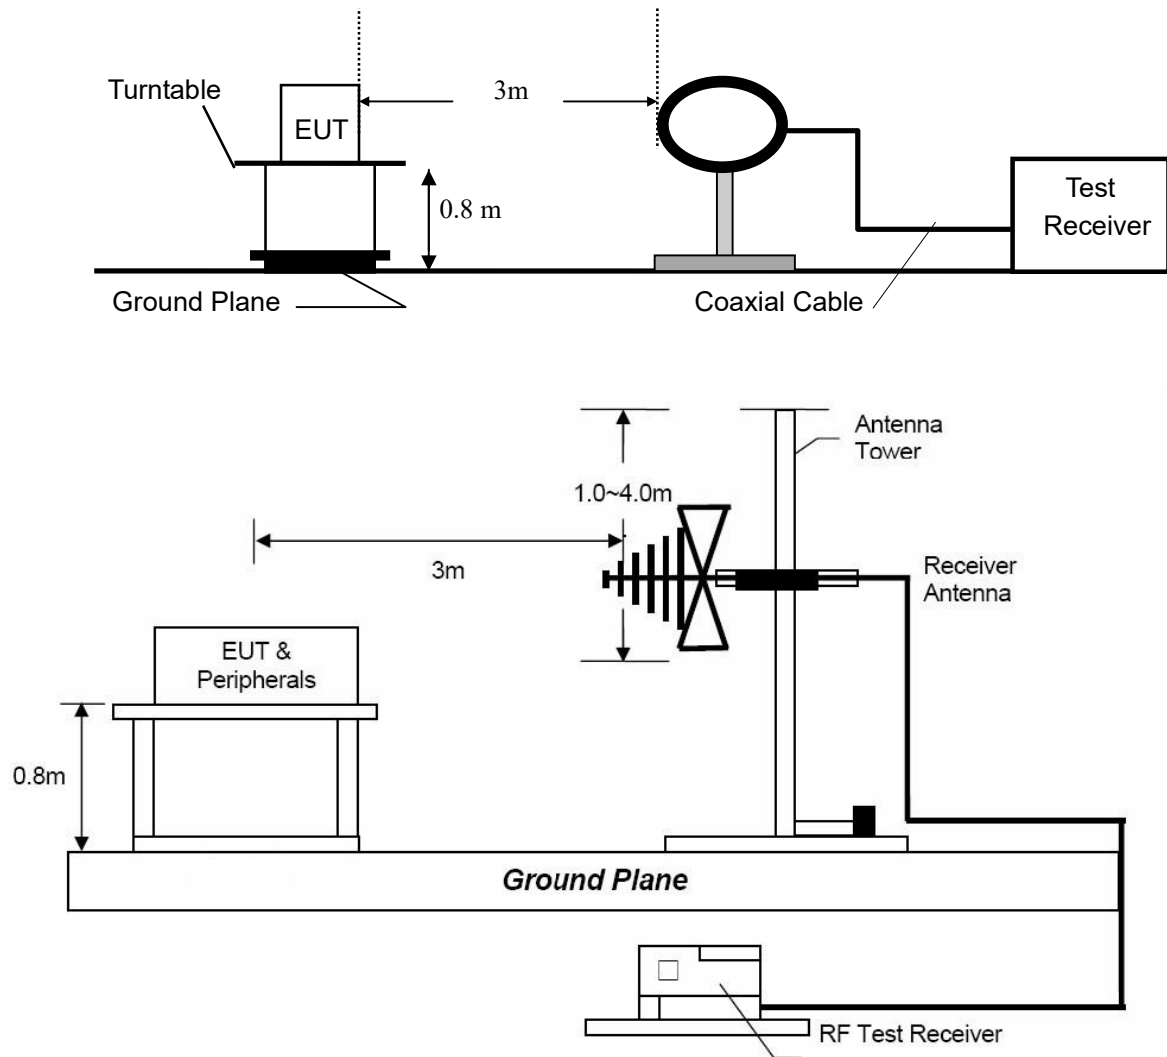 Turntable
3m
EUT
0.8 m
Test
Receiver
Ground Plane
Coaxial Cable
Antenna
Tower
1.0~4.0m
3m
Receiver
Antenna
EUT &
Peripherals
0.8m
Ground Plane
RF Test Receiver